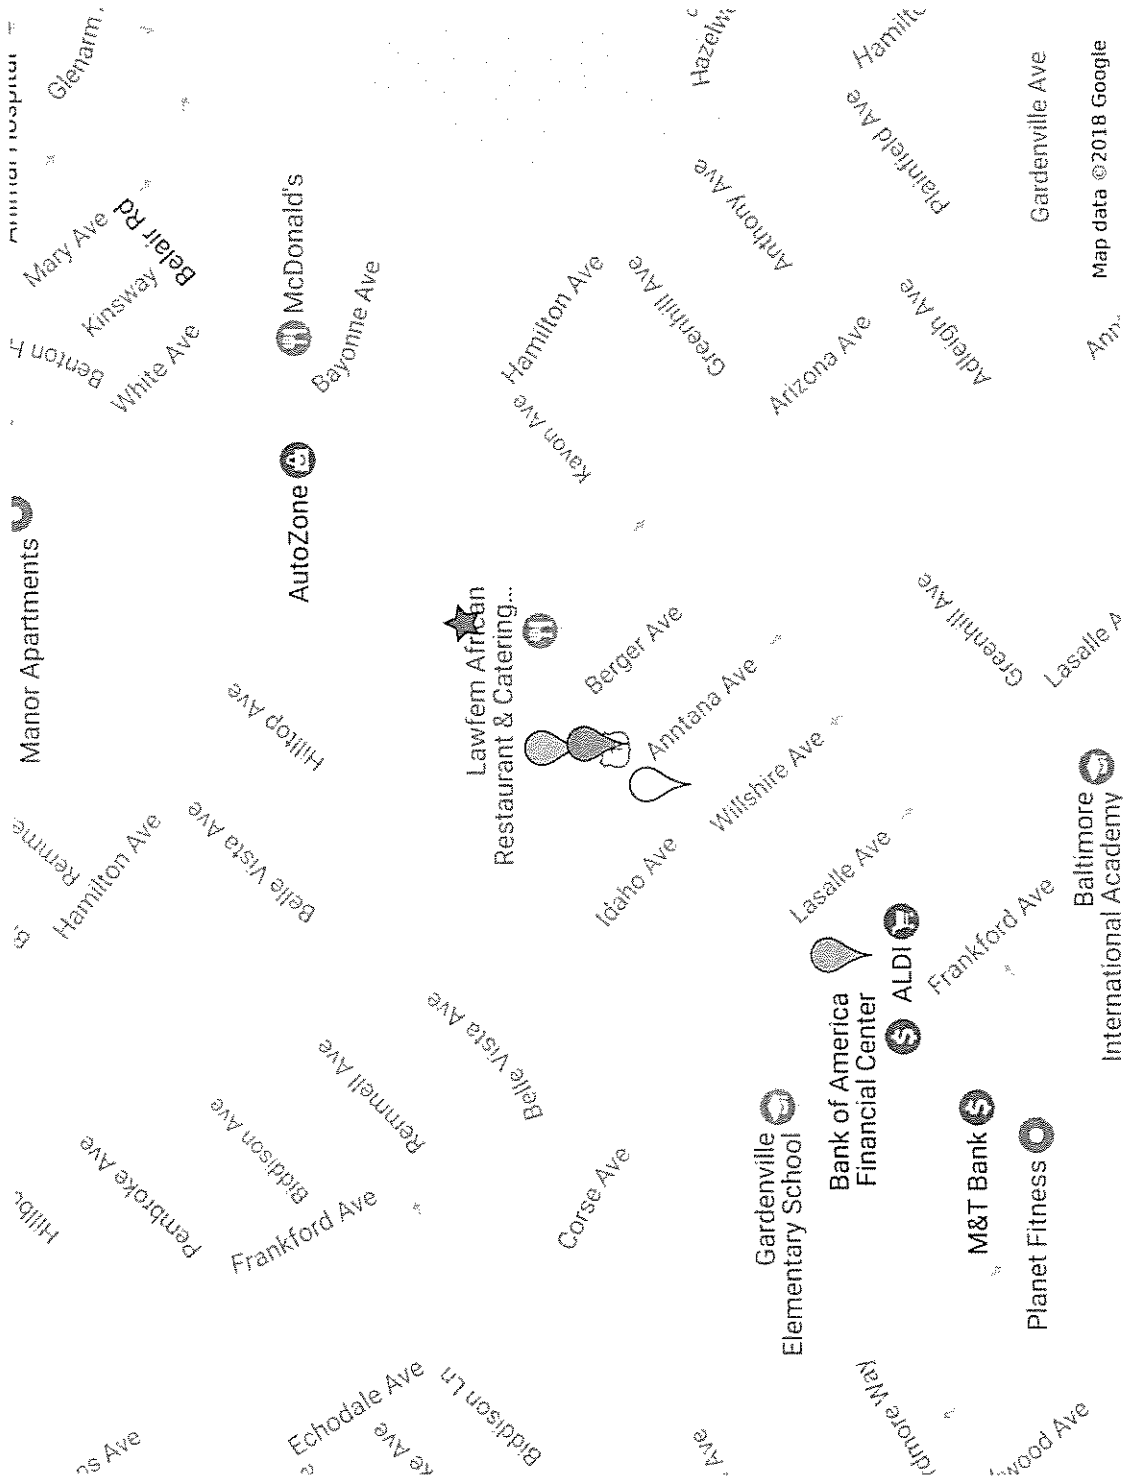 Animal Hospital
Manor Apartments
Glenarm
Mary Ave
Kinsway
Belair Rd
White Ave
Hamilton Ave
Pembroke Ave
Belle Vista Ave
Hilltop Ave
Biddison Ave
Frankford Ave
AutoZone
McDonald's
Bayonne Ave
Echodale Ave
Remmell Ave
Belle Vista Ave
Biddison Ln
Lawfem African
Restaurant & Catering...
Hamilton Ave
Kavon Ave
Corse Ave
Idaho Ave
Berger Ave
Anntana Ave
Greenhill Ave
Willshire Ave
Anthony Ave
Gardenville
Elementary School
Lasalle Ave
Arizona Ave
Bank of America
Financial Center
ALDI
Plainfield Ave
Adleigh Ave
Frankford Ave
Greenhill Ave
M&T Bank
Planet Fitness
Gardenville Ave
Lasalle A
Baltimore
International Academy
Map data ©2018 Google